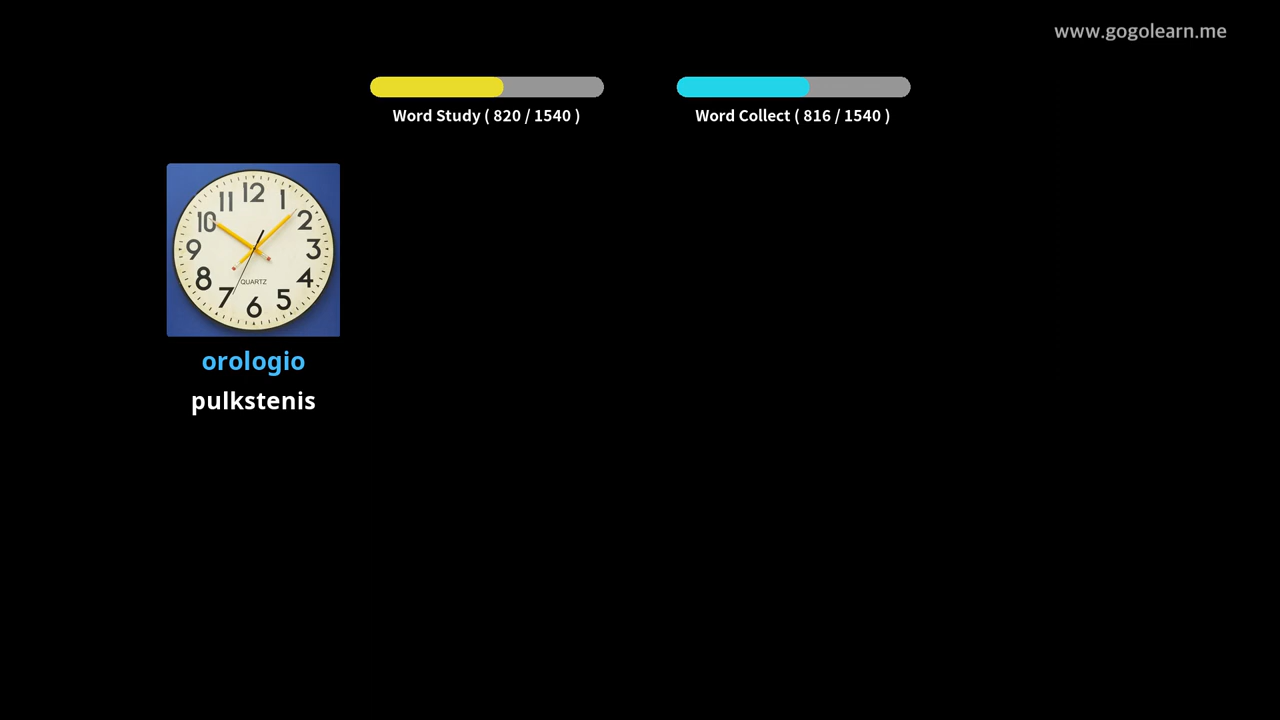 www.gogolearn.me
Word Study ( 820 / 1540 )
Word Collect ( 816 / 1540 )
12
11
1
10
2
9
3
8
4
QUARTZ
7
5
6
orologio
pulkstenis